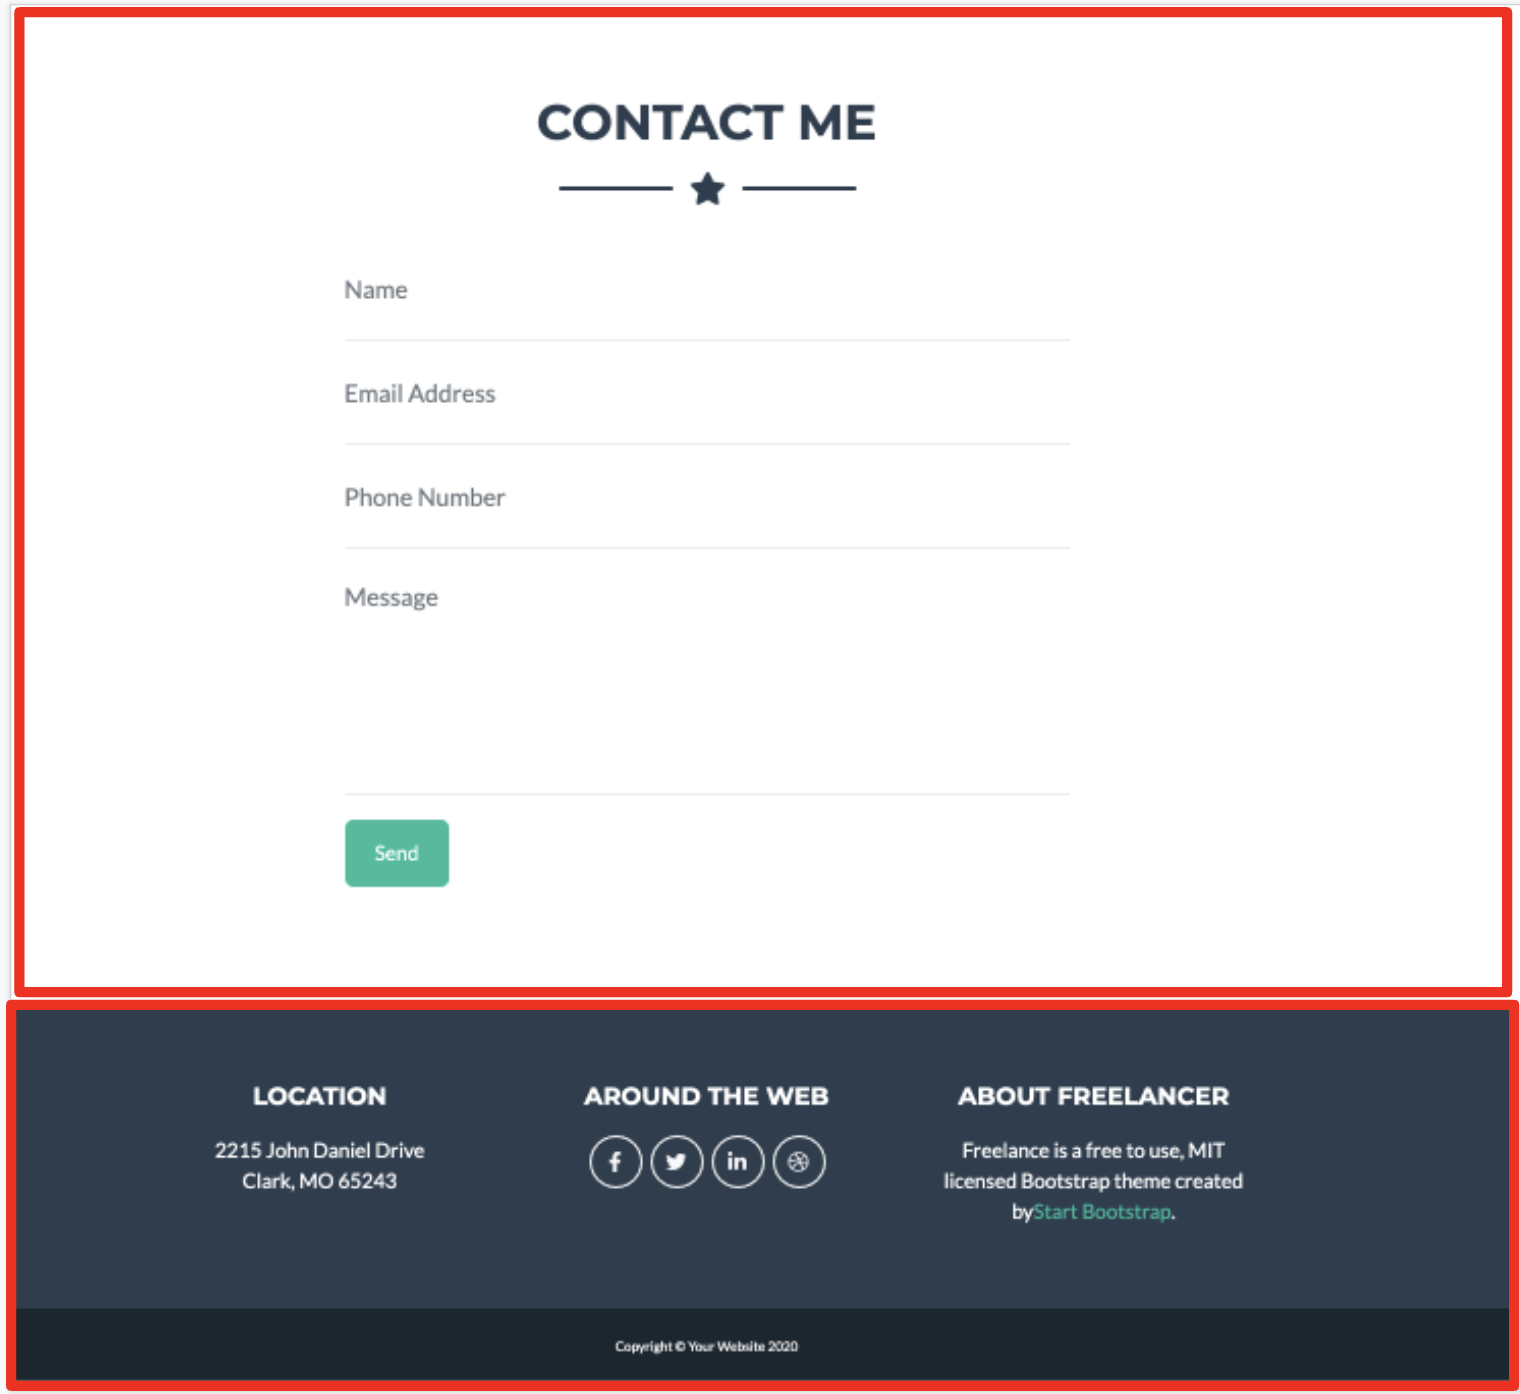 CONTACT ME
Name
Email Address
Phone Number
Message
Send
LOCATION
2215 John Daniel Drive
Clark, MO 65243
AROUND THE WEB
ABOUT FREELANCER
Freelance is a free to use, MIT
licensed Bootstrap theme created
byStart Bootstrap.
Copyright © Your Website 2020